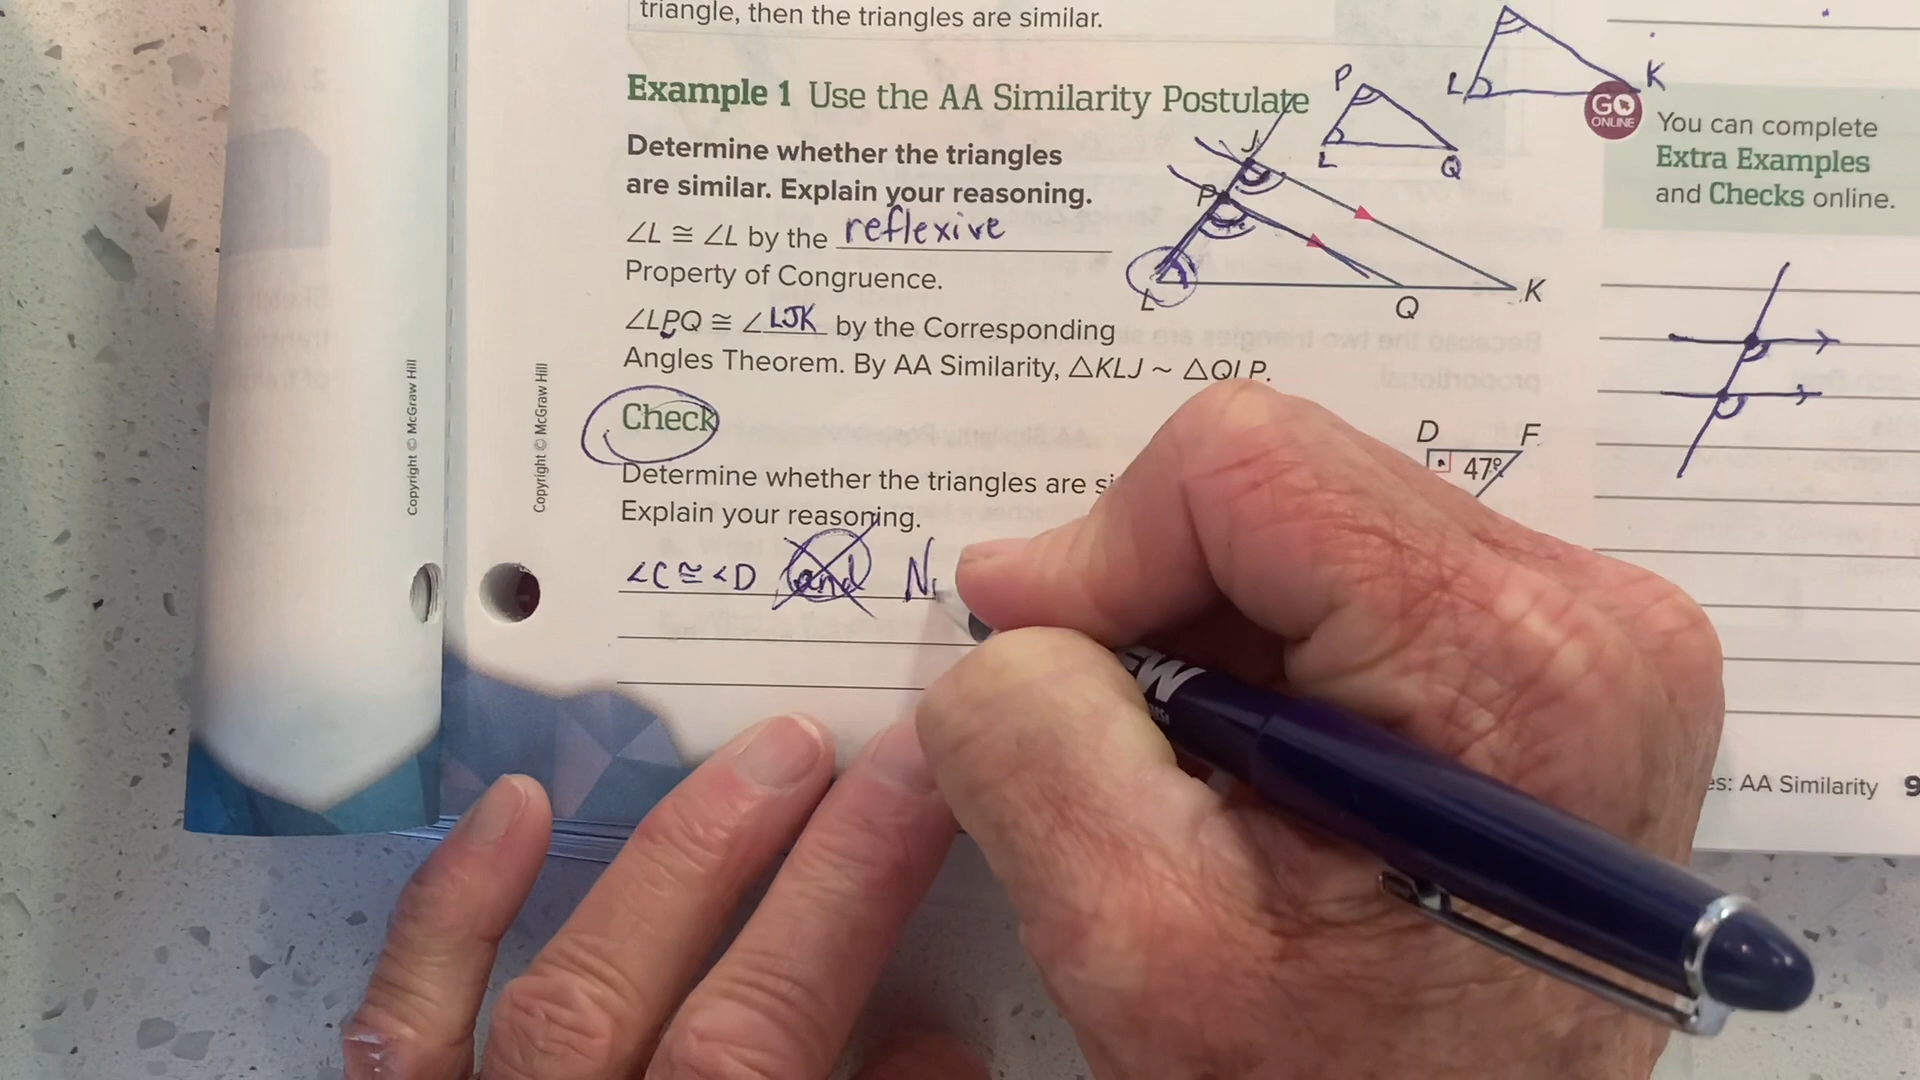 triangle, then the triangles are similar.
Example 1 Use the AA Similarity Postulate
Determine whether the triangles
are similar. Explain your reasoning.
∠L ≅ ∠L by the reflexive
Property of Congruence.
∠LPQ ≅ ∠LJK by the Corresponding
Angles Theorem. By AA Similarity, △KLJ ~ △QLP.
Check
Determine whether the triangles are
Explain your reasoning.
∠C ≅ ∠D and
J
P
L
Q
K
P
L
Q
L
K
D
F
47°
GO
ONLINE
You can complete
Extra Examples
and Checks online.
AA Similarity
Copyright © McGraw Hill
Copyright © McGraw Hill